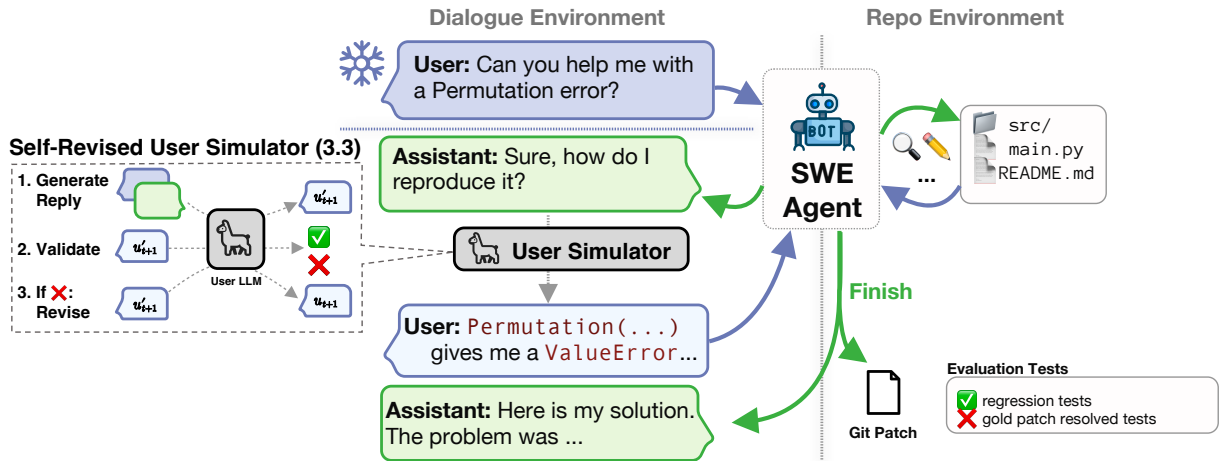 Dialogue Environment
Repo Environment
User: Can you help me with
a Permutation error?
BOT
SWE
Agent
...
src/
main.py
README.md
Self-Revised User Simulator (3.3)
1. Generate
Reply
u′ₜ₊₁
2. Validate
u′ₜ₊₁
User LLM
3. If ❌:
Revise
u′ₜ₊₁
uₜ₊₁
Assistant: Sure, how do I
reproduce it?
User Simulator
User: Permutation(...)
gives me a ValueError...
Assistant: Here is my solution.
The problem was ...
Finish
Git Patch
Evaluation Tests
✅ regression tests
❌ gold patch resolved tests